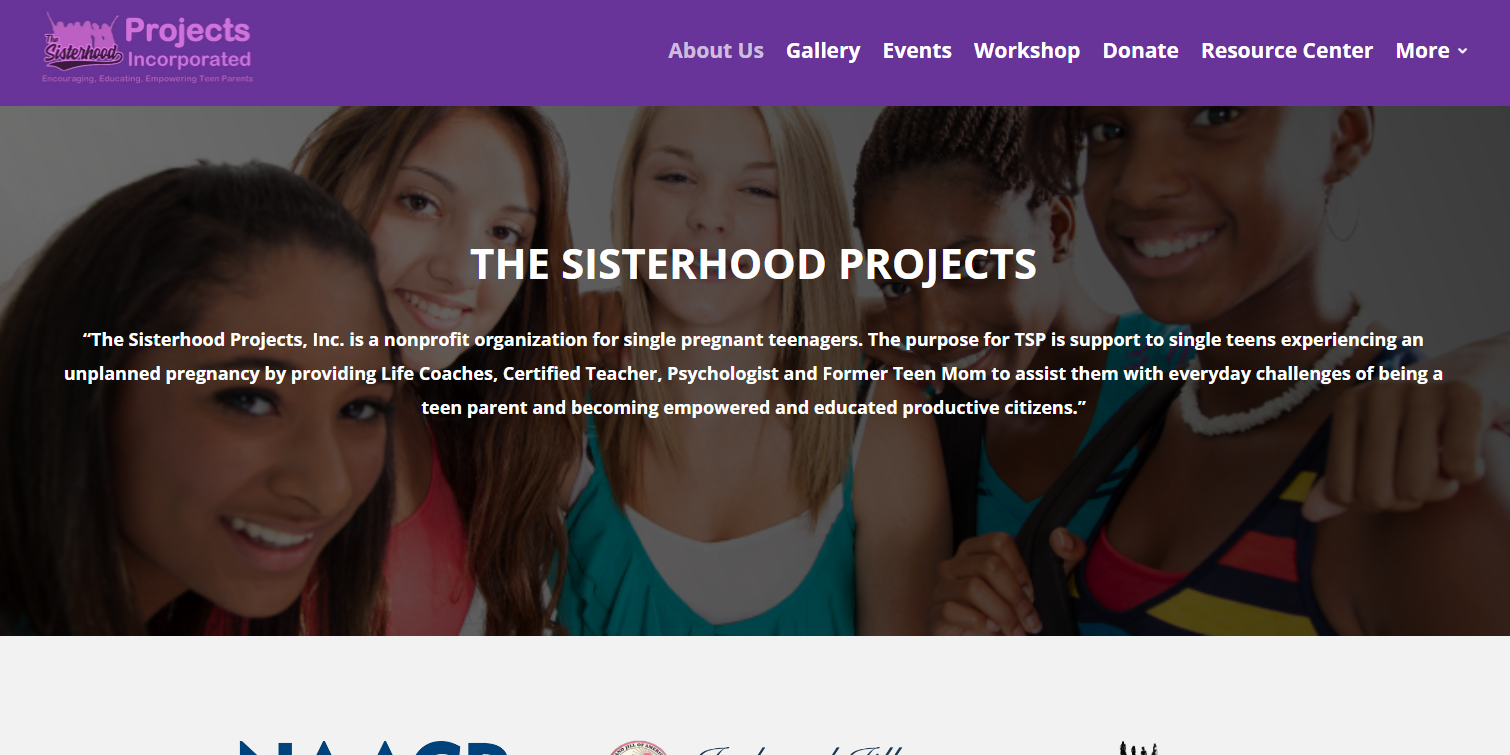 The
Sisterhood
Projects
Incorporated
Encouraging, Educating, Empowering Teen Parents
About Us Gallery Events Workshop Donate Resource Center More
THE SISTERHOOD PROJECTS
“The Sisterhood Projects, Inc. is a nonprofit organization for single pregnant teenagers. The purpose for TSP is support to single teens experiencing an
unplanned pregnancy by providing Life Coaches, Certified Teacher, Psychologist and Former Teen Mom to assist them with everyday challenges of being a
teen parent and becoming empowered and educated productive citizens.”
NAACP